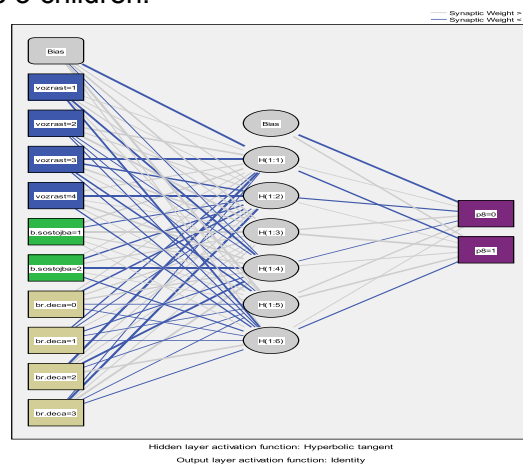 Synaptic Weight >
Synaptic Weight <
Bias
vozrast=1
vozrast=2
vozrast=3
vozrast=4
b.sostojba=1
b.sostojba=2
br.deca=0
br.deca=1
br.deca=2
br.deca=3
Bias
H(1:1)
H(1:2)
H(1:3)
H(1:4)
H(1:5)
H(1:6)
p8=0
p8=1
Hidden layer activation function: Hyperbolic tangent
Output layer activation function: Identity